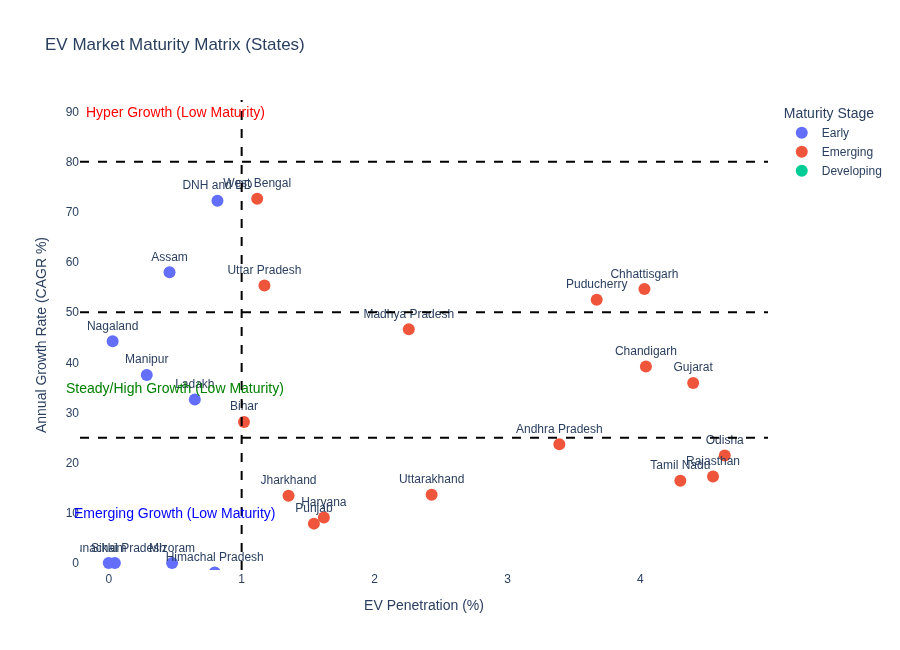 EV Market Maturity Matrix (States)
Hyper Growth (Low Maturity)
Maturity Stage
Early
Emerging
Developing
Annual Growth Rate (CAGR %)
90
80
70
60
50
40
30
20
10
0
DNH and DD
West Bengal
Assam
Uttar Pradesh
Chhattisgarh
Puducherry
Madhya Pradesh
Nagaland
Chandigarh
Manipur
Gujarat
Ladakh
Steady/High Growth (Low Maturity)
Bihar
Andhra Pradesh
Odisha
Rajasthan
Tamil Nadu
Jharkhand
Uttarakhand
Haryana
Punjab
Emerging Growth (Low Maturity)
Sikkim
Pradesh
Mizoram
Himachal Pradesh
0
1
2
3
4
EV Penetration (%)